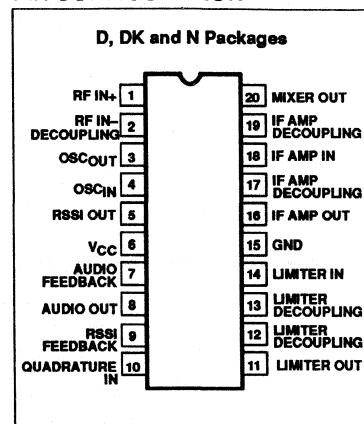 D, DK and N Packages
RF IN+ 1
RF IN–
DECOUPLING 2
OSCOUT 3
OSCIN 4
RSSI OUT 5
VCC 6
AUDIO
FEEDBACK 7
AUDIO OUT 8
RSSI
FEEDBACK 9
QUADRATURE
IN 10
20 MIXER OUT
19 IF AMP
DECOUPLING
18 IF AMP IN
17 IF AMP
DECOUPLING
16 IF AMP OUT
15 GND
14 LIMITER IN
13 LIMITER
DECOUPLING
12 LIMITER
DECOUPLING
11 LIMITER OUT